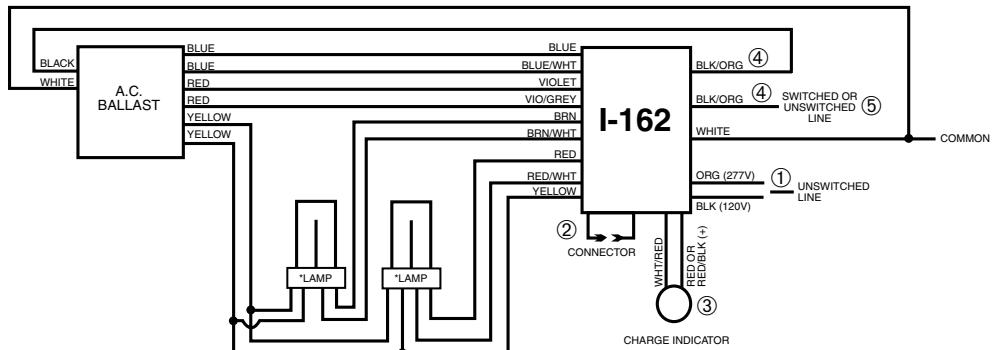 BLACK
WHITE
A.C.
BALLAST
BLUE
BLUE
RED
RED
YELLOW
YELLOW
BLUE
BLUE/WHT
VIOLET
VIO/GREY
BRN
BRN/WHT
RED
RED/WHT
YELLOW
I-162
BLK/ORG ④
BLK/ORG ④
SWITCHED OR
UNSWITCHED ⑤
LINE
WHITE
COMMON
ORG (277V) ①
UNSWITCHED
LINE
BLK (120V)
②
CONNECTOR
WHT/RED
RED OR
RED/BLK (+)
③
CHARGE INDICATOR
*LAMP
*LAMP